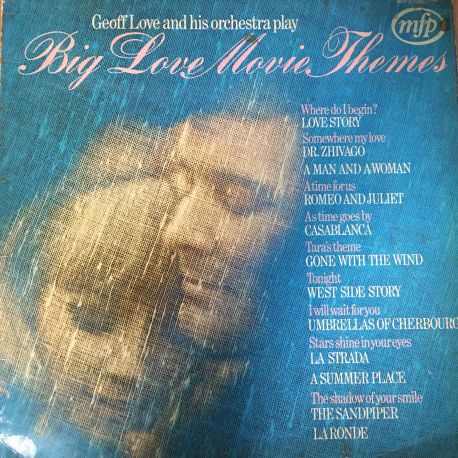 Geoff Love and his orchestra play
mfp
Big Love Movie Themes
Where do I begin?
LOVE STORY
Somewhere my love
DR. ZHIVAGO
A MAN AND A WOMAN
A time for us
ROMEO AND JULIET
As time goes by
CASABLANCA
Tara's theme
GONE WITH THE WIND
Tonight
WEST SIDE STORY
I will wait for you
UMBRELLAS OF CHERBOURG
Stars shine in your eyes
LA STRADA
A SUMMER PLACE
The shadow of your smile
THE SANDPIPER
LA RONDE